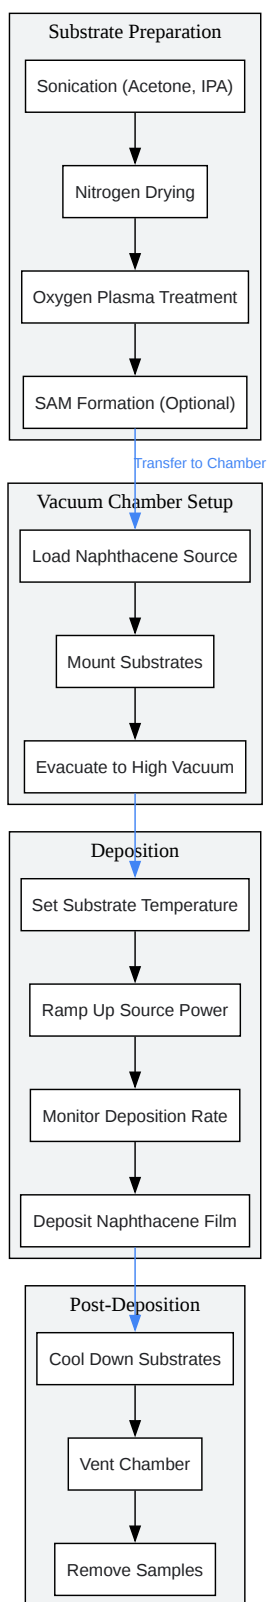 Substrate Preparation
Sonication (Acetone, IPA)
Nitrogen Drying
Oxygen Plasma Treatment
SAM Formation (Optional)
Transfer to Chamber
Vacuum Chamber Setup
Load Naphthacene Source
Mount Substrates
Evacuate to High Vacuum
Deposition
Set Substrate Temperature
Ramp Up Source Power
Monitor Deposition Rate
Deposit Naphthacene Film
Post-Deposition
Cool Down Substrates
Vent Chamber
Remove Samples